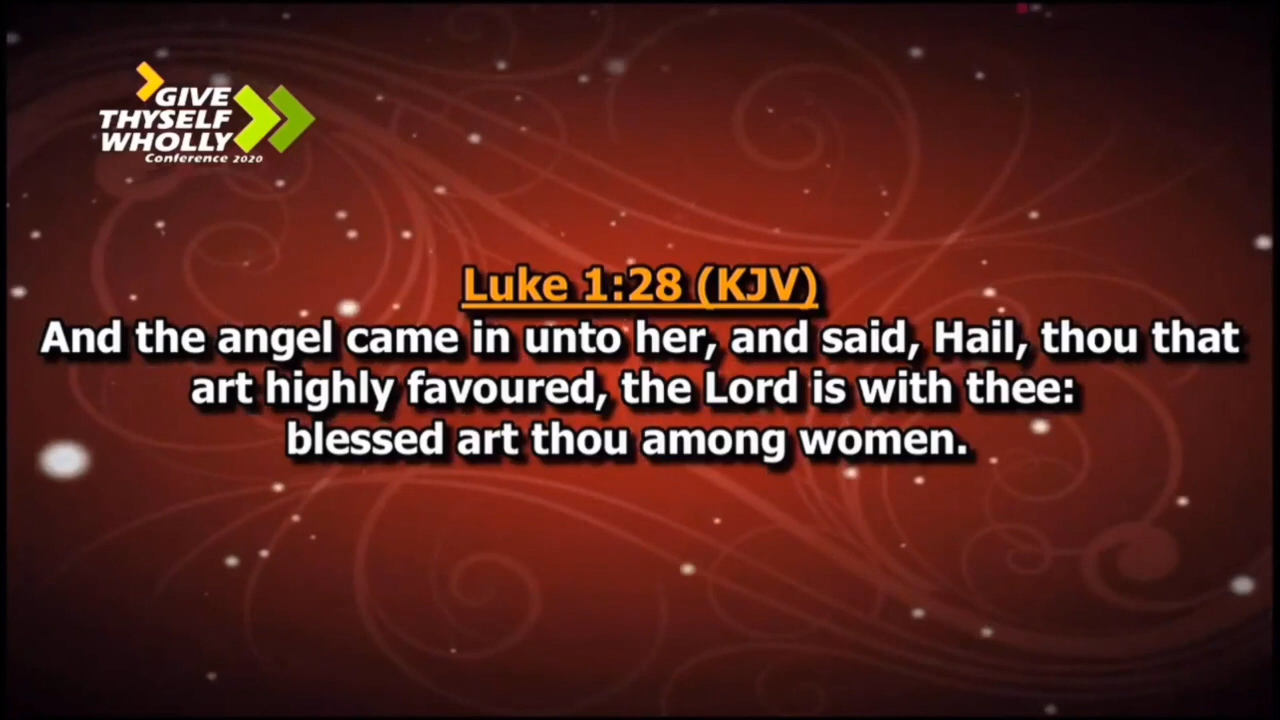 GIVE
THYSELF
WHOLLY
Conference 2020
Luke 1:28 (KJV)
And the angel came in unto her, and said, Hail, thou that
art highly favoured, the Lord is with thee:
blessed art thou among women.